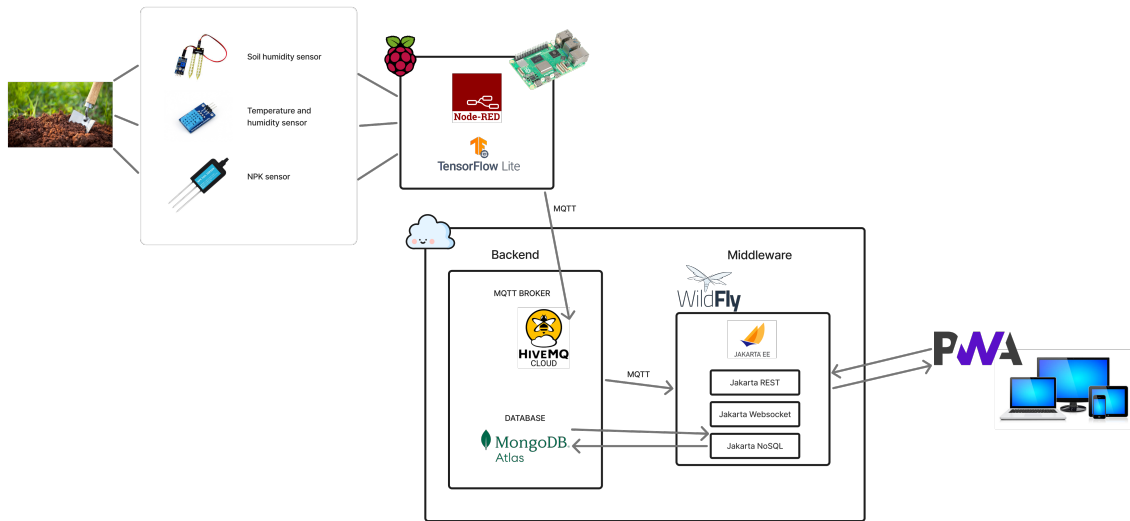 Soil humidity sensor
Temperature and
humidity sensor
NPK sensor
Node-RED
TensorFlow Lite
MQTT
Backend
Middleware
MQTT BROKER
HIVEMQ
CLOUD
WildFly
JAKARTA EE
MQTT
Jakarta REST
Jakarta Websocket
Jakarta NoSQL
DATABASE
MongoDB.
Atlas
PWA